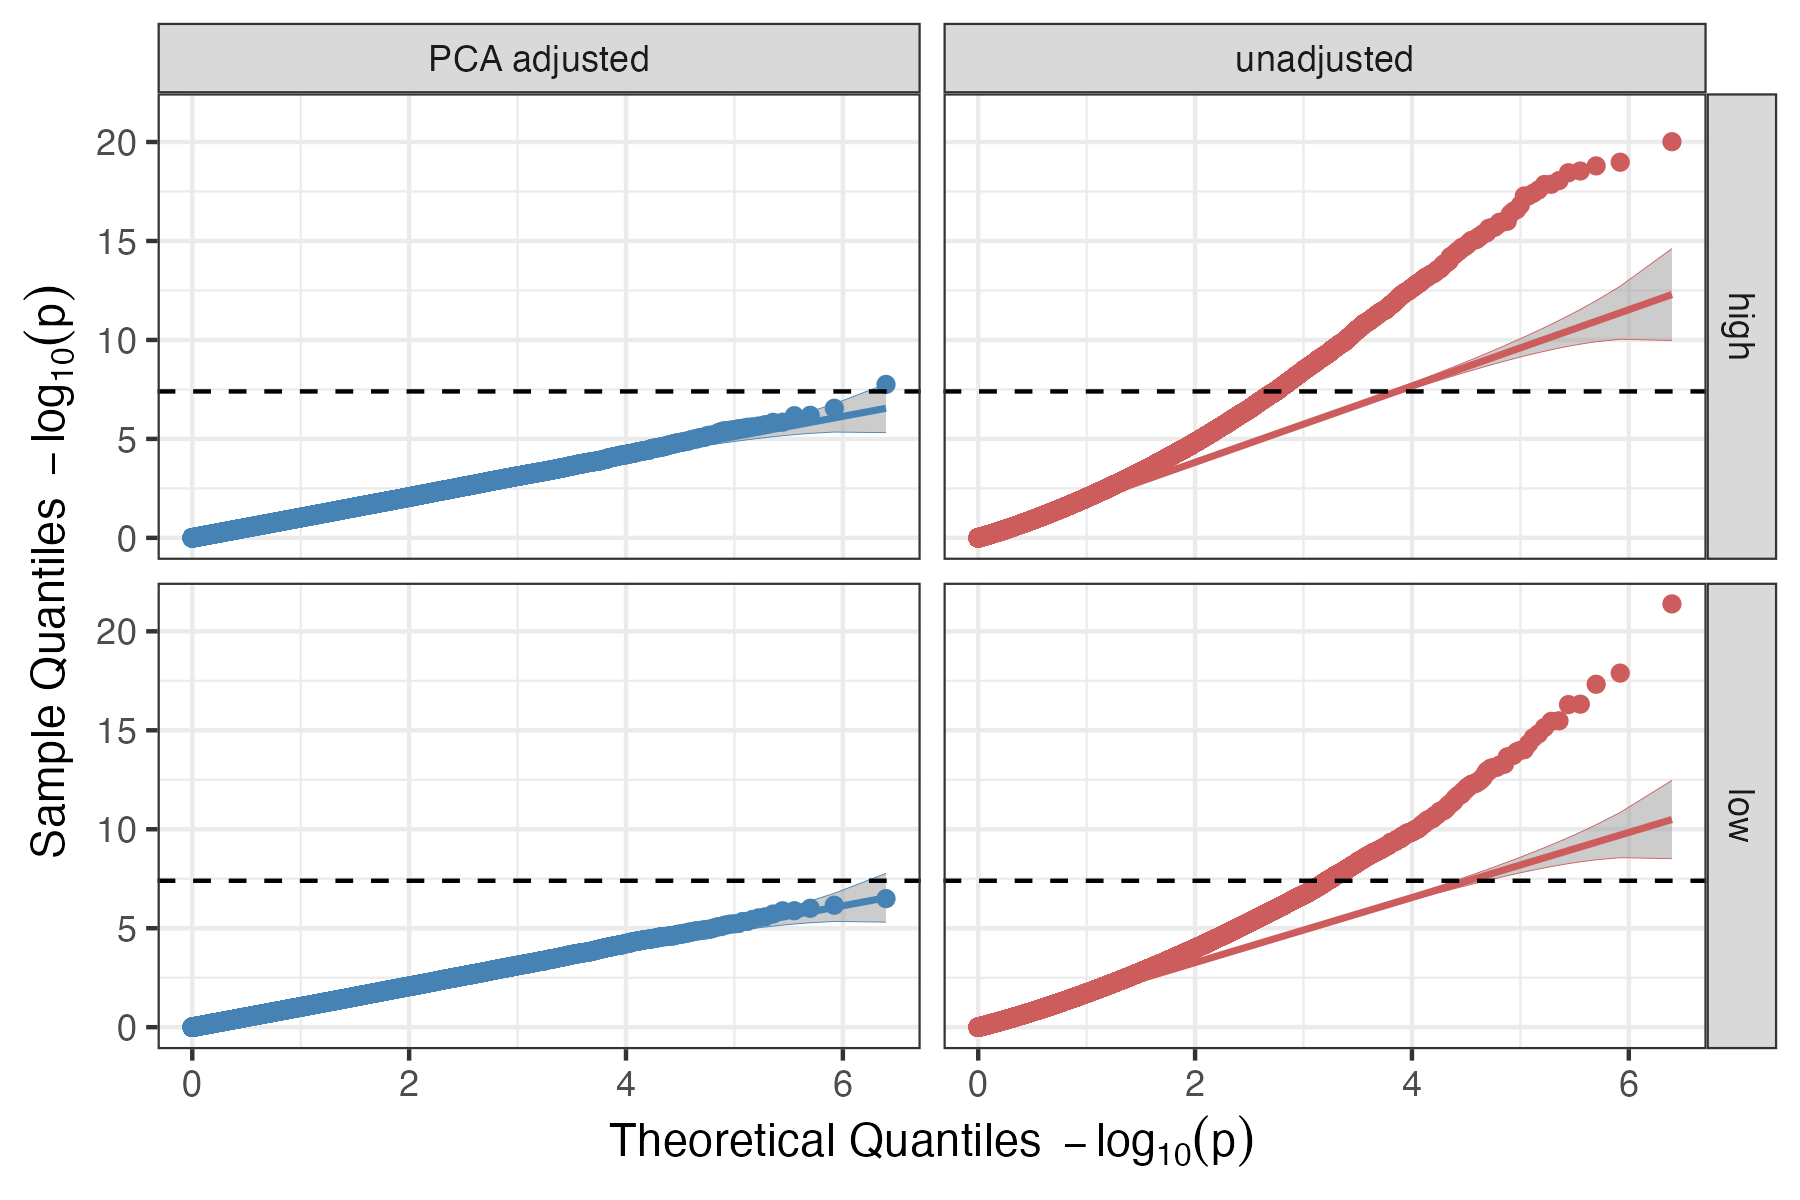 PCA adjusted
unadjusted
20
15
10
5
0
high
20
15
10
5
0
low
Sample Quantiles −log₁₀(p)
0 2 4 6
0 2 4 6
Theoretical Quantiles −log₁₀(p)